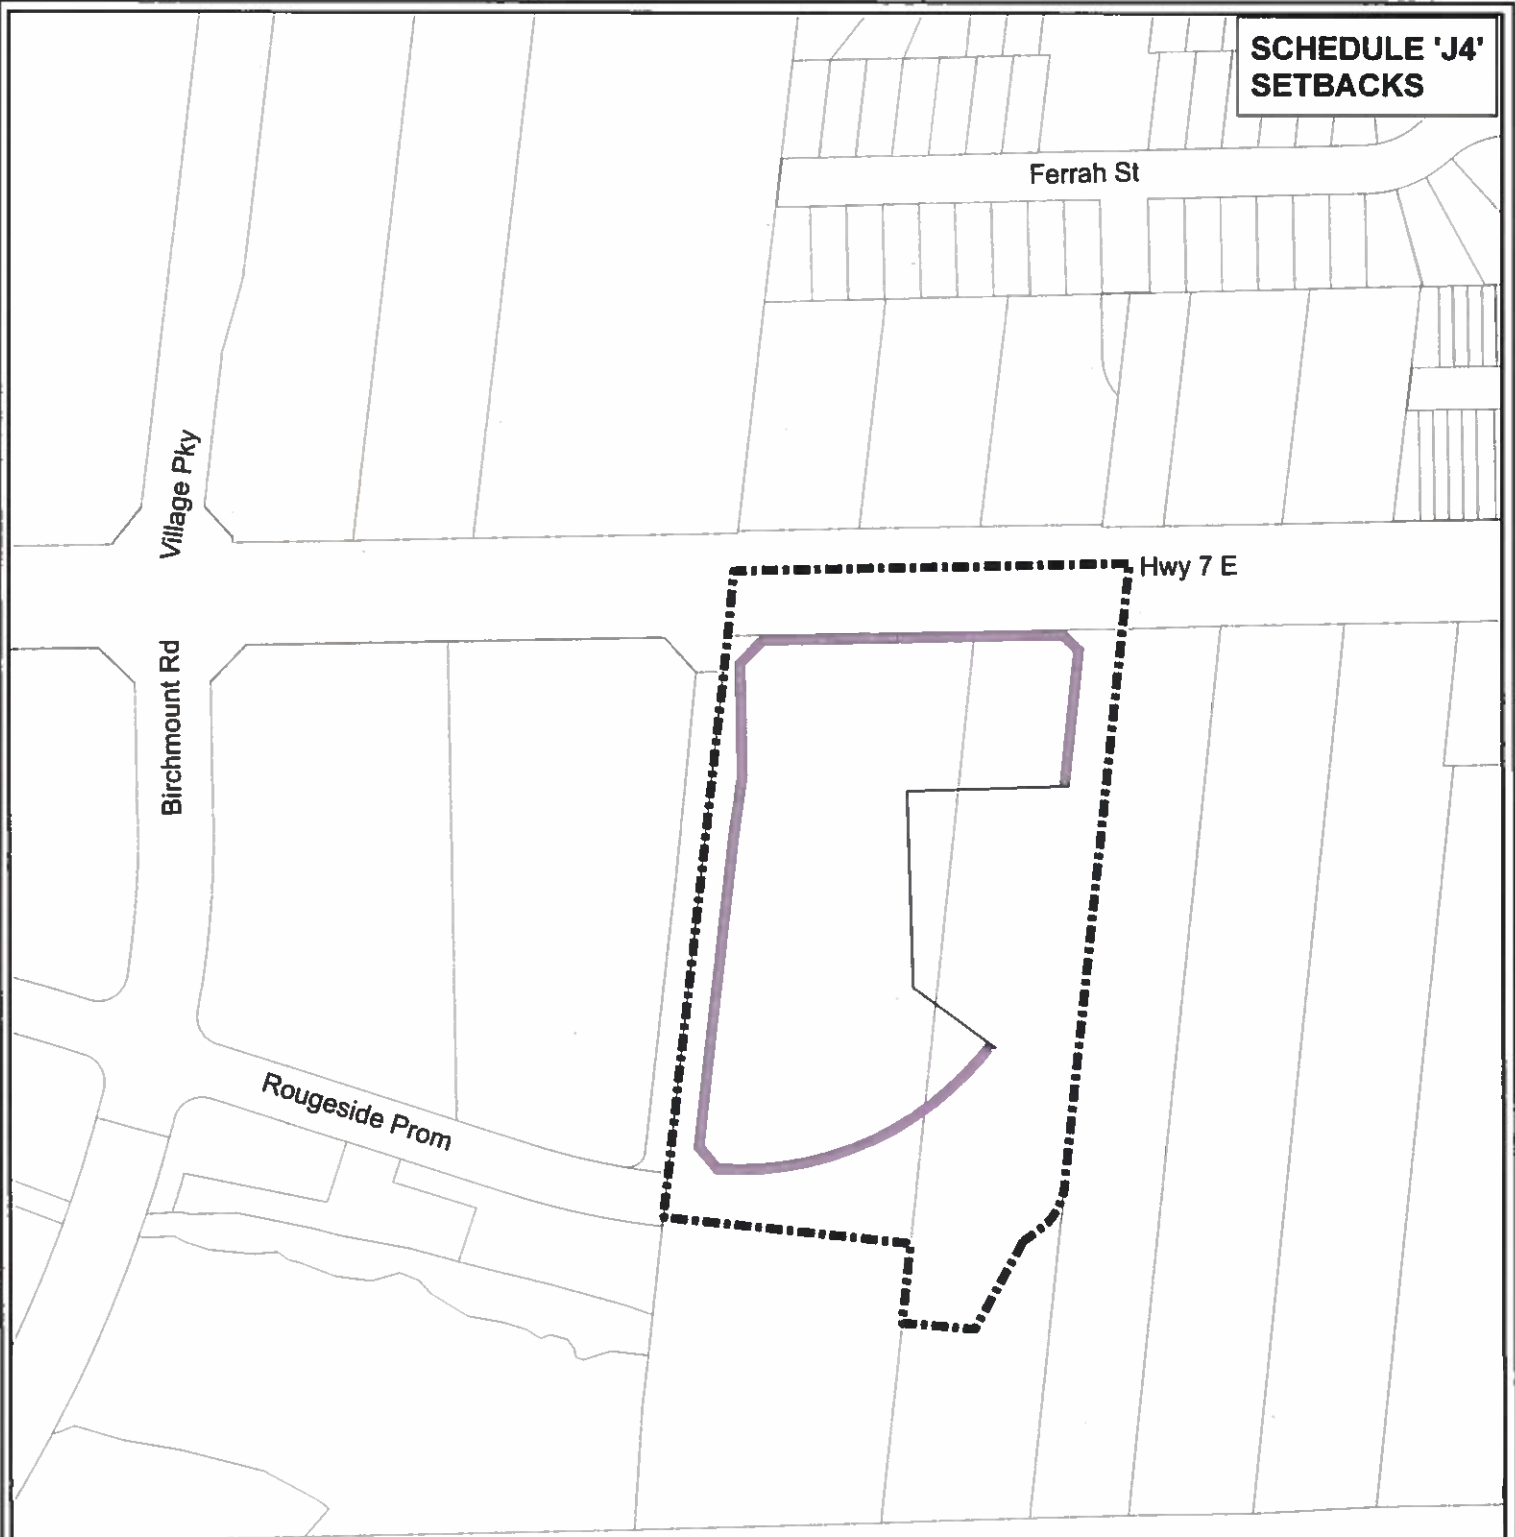 SCHEDULE 'J4'
SETBACKS
Ferrah St
Village Pky
Hwy 7 E
Birchmount Rd
Rougeside Prom